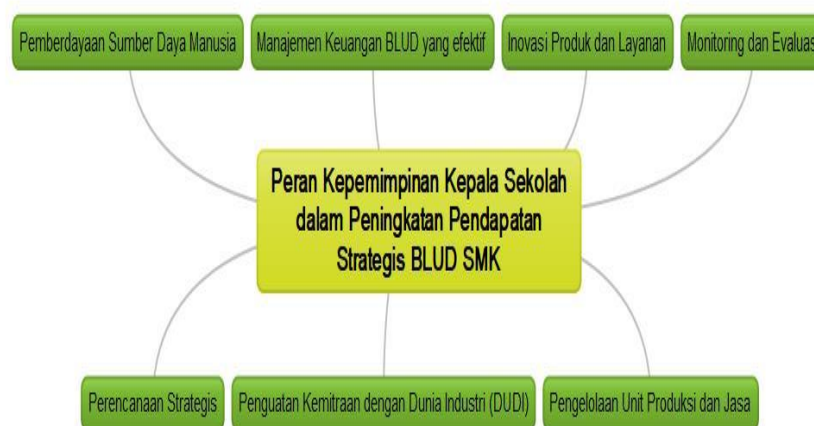 Pemberdayaan Sumber Daya Manusia
Manajemen Keuangan BLUD yang efektif
Inovasi Produk dan Layanan
Monitoring dan Evaluas
Peran Kepemimpinan Kepala Sekolah
dalam Peningkatan Pendapatan
Strategis BLUD SMK
Perencanaan Strategis
Penguatan Kemitraan dengan Dunia Industri (DUDI)
Pengelolaan Unit Produksi dan Jasa